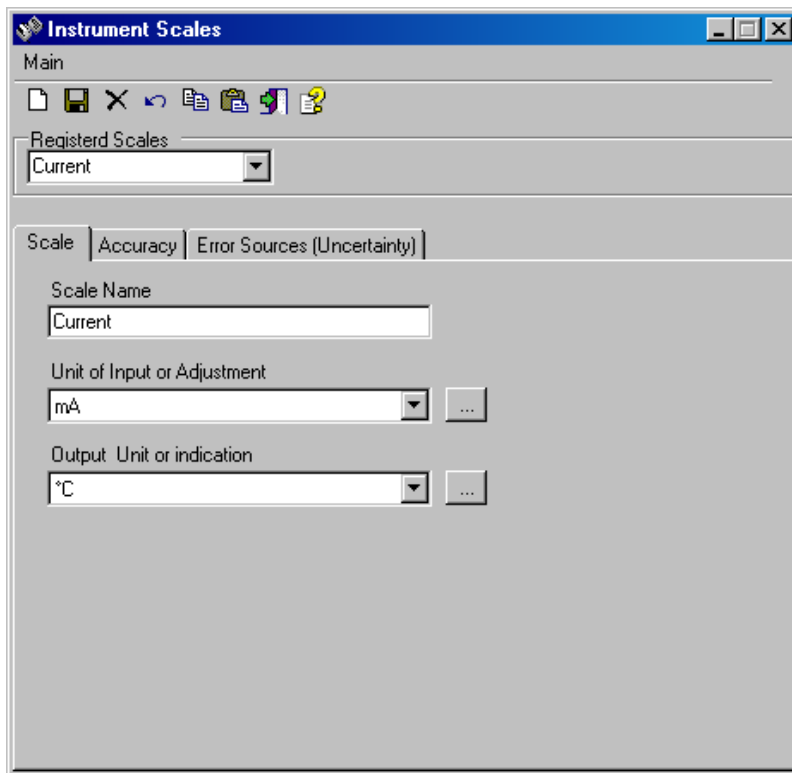 Instrument Scales
Main
Registerd Scales
Current
Scale Accuracy Error Sources (Uncertainty)
Scale Name
Current
Unit of Input or Adjustment
mA ...
Output Unit or indication
°C ...